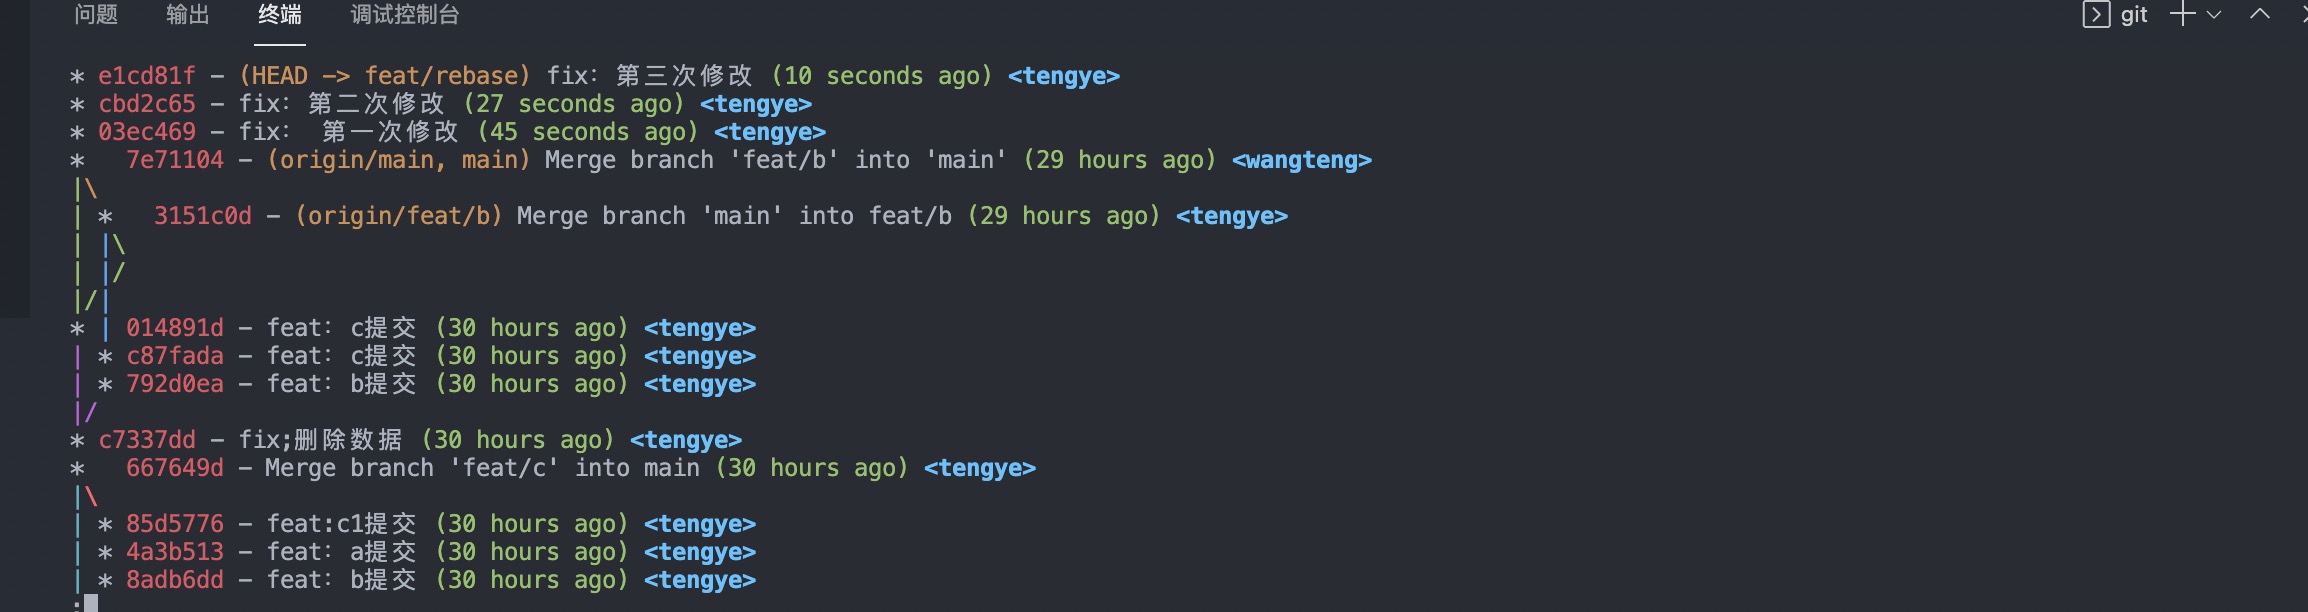 问题 输出 终端 调试控制台 git
* e1cd81f - (HEAD -> feat/rebase) fix: 第三次修改 (10 seconds ago) <tengye>
* cbd2c65 - fix: 第二次修改 (27 seconds ago) <tengye>
* 03ec469 - fix:  第一次修改 (45 seconds ago) <tengye>
*   7e71104 - (origin/main, main) Merge branch 'feat/b' into 'main' (29 hours ago) <wangteng>
|\
| *   3151c0d - (origin/feat/b) Merge branch 'main' into feat/b (29 hours ago) <tengye>
| |\
| |/
|/|
* | 014891d - feat: c提交 (30 hours ago) <tengye>
| * c87fada - feat: c提交 (30 hours ago) <tengye>
| * 792d0ea - feat: b提交 (30 hours ago) <tengye>
|/
* c7337dd - fix;删除数据 (30 hours ago) <tengye>
*   667649d - Merge branch 'feat/c' into main (30 hours ago) <tengye>
|\
| * 85d5776 - feat:c1提交 (30 hours ago) <tengye>
| * 4a3b513 - feat: a提交 (30 hours ago) <tengye>
| * 8adb6dd - feat: b提交 (30 hours ago) <tengye>
: